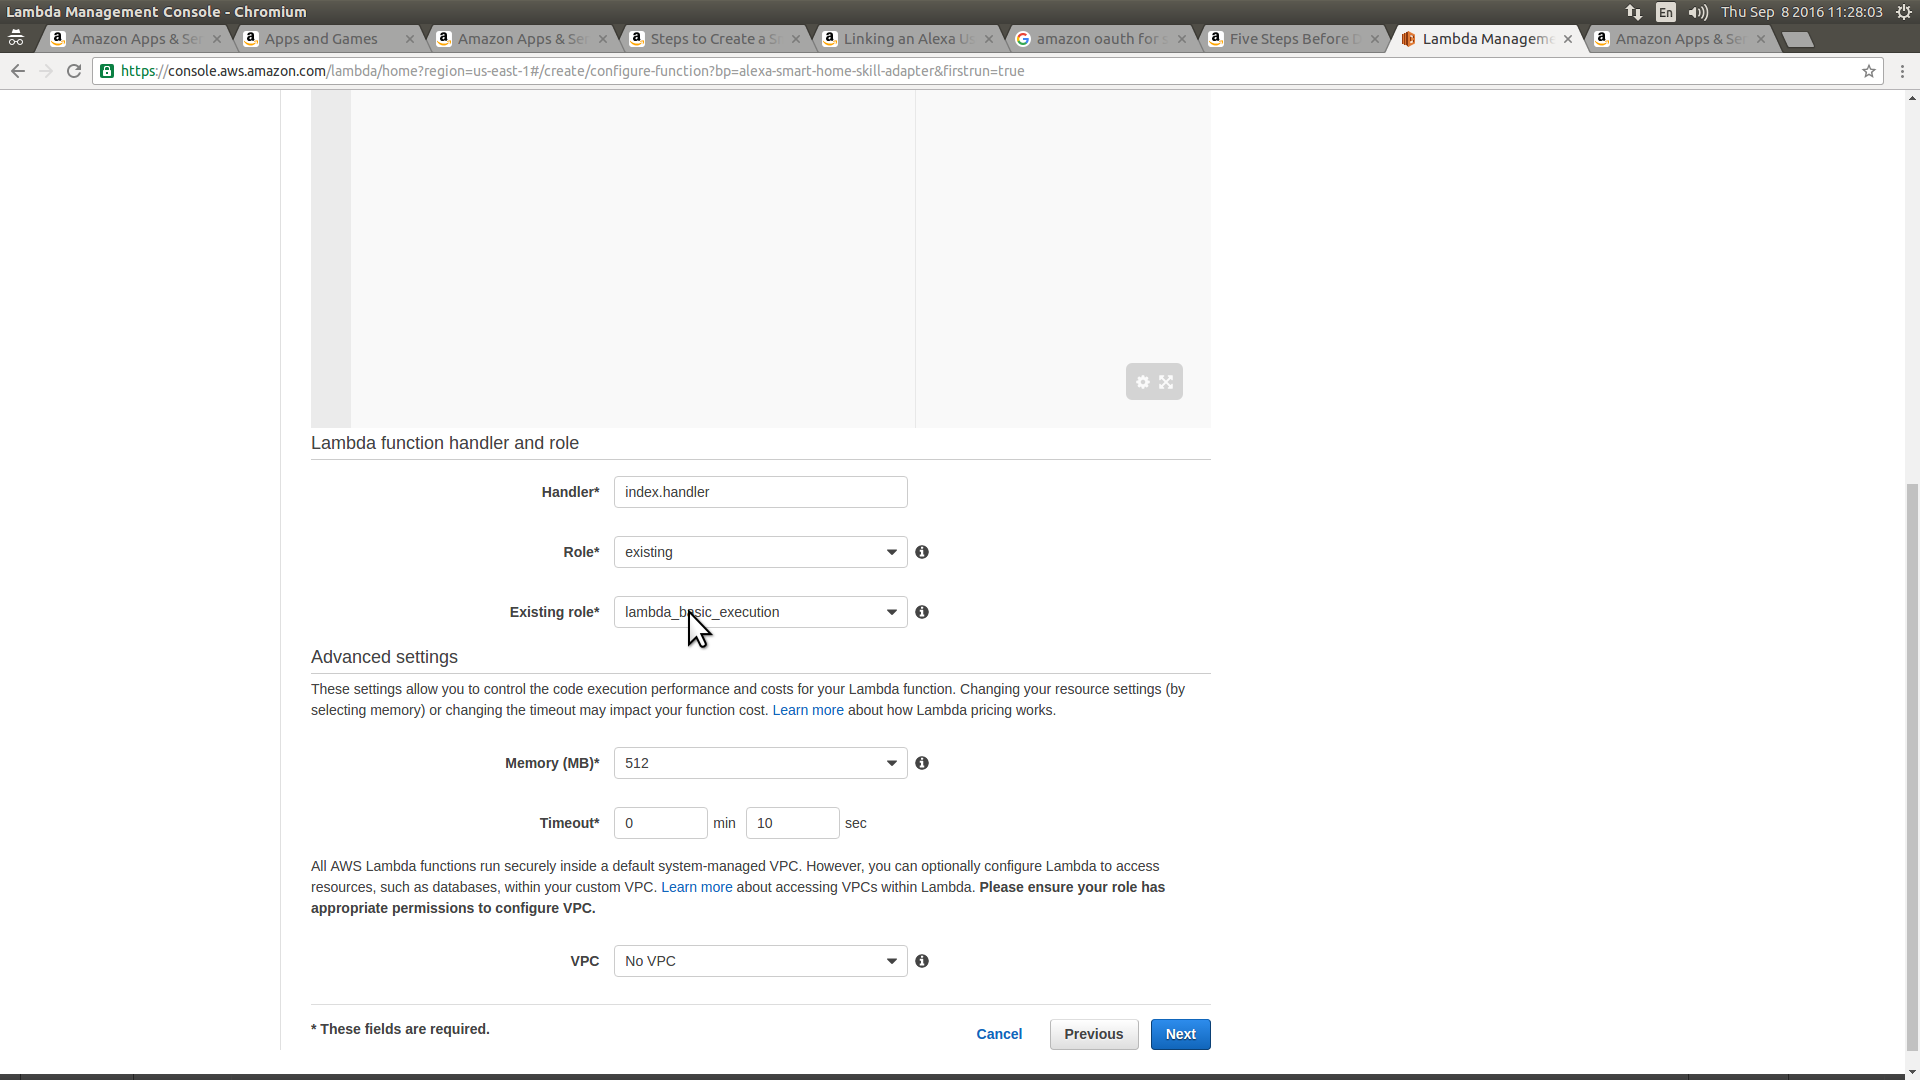 Lambda Management Console - Chromium
En
Thu Sep 8 2016 11:28:03
Amazon Apps & Se
Apps and Games
Amazon Apps & Se
Steps to Create a S
Linking an Alexa U
amazon oauth for
Five Steps Before
Lambda Managem
Amazon Apps & Se
https://console.aws.amazon.com/lambda/home?region=us-east-1#/create/configure-function?bp=alexa-smart-home-skill-adapter&firstrun=true
Lambda function handler and role
Handler* index.handler
Role* existing
Existing role* lambda_basic_execution
Advanced settings
These settings allow you to control the code execution performance and costs for your Lambda function. Changing your resource settings (by
selecting memory) or changing the timeout may impact your function cost. Learn more about how Lambda pricing works.
Memory (MB)* 512
Timeout* 0 min 10 sec
All AWS Lambda functions run securely inside a default system-managed VPC. However, you can optionally configure Lambda to access
resources, such as databases, within your custom VPC. Learn more about accessing VPCs within Lambda. Please ensure your role has
appropriate permissions to configure VPC.
VPC No VPC
* These fields are required.
Cancel Previous Next